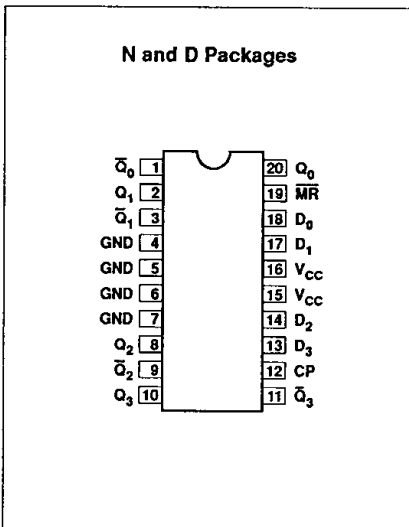 N and D Packages
Q̅0 1 20 Q0
Q1 2 19 M̅R̅
Q̅1 3 18 D0
GND 4 17 D1
GND 5 16 VCC
GND 6 15 VCC
GND 7 14 D2
Q2 8 13 D3
Q̅2 9 12 CP
Q3 10 11 Q̅3